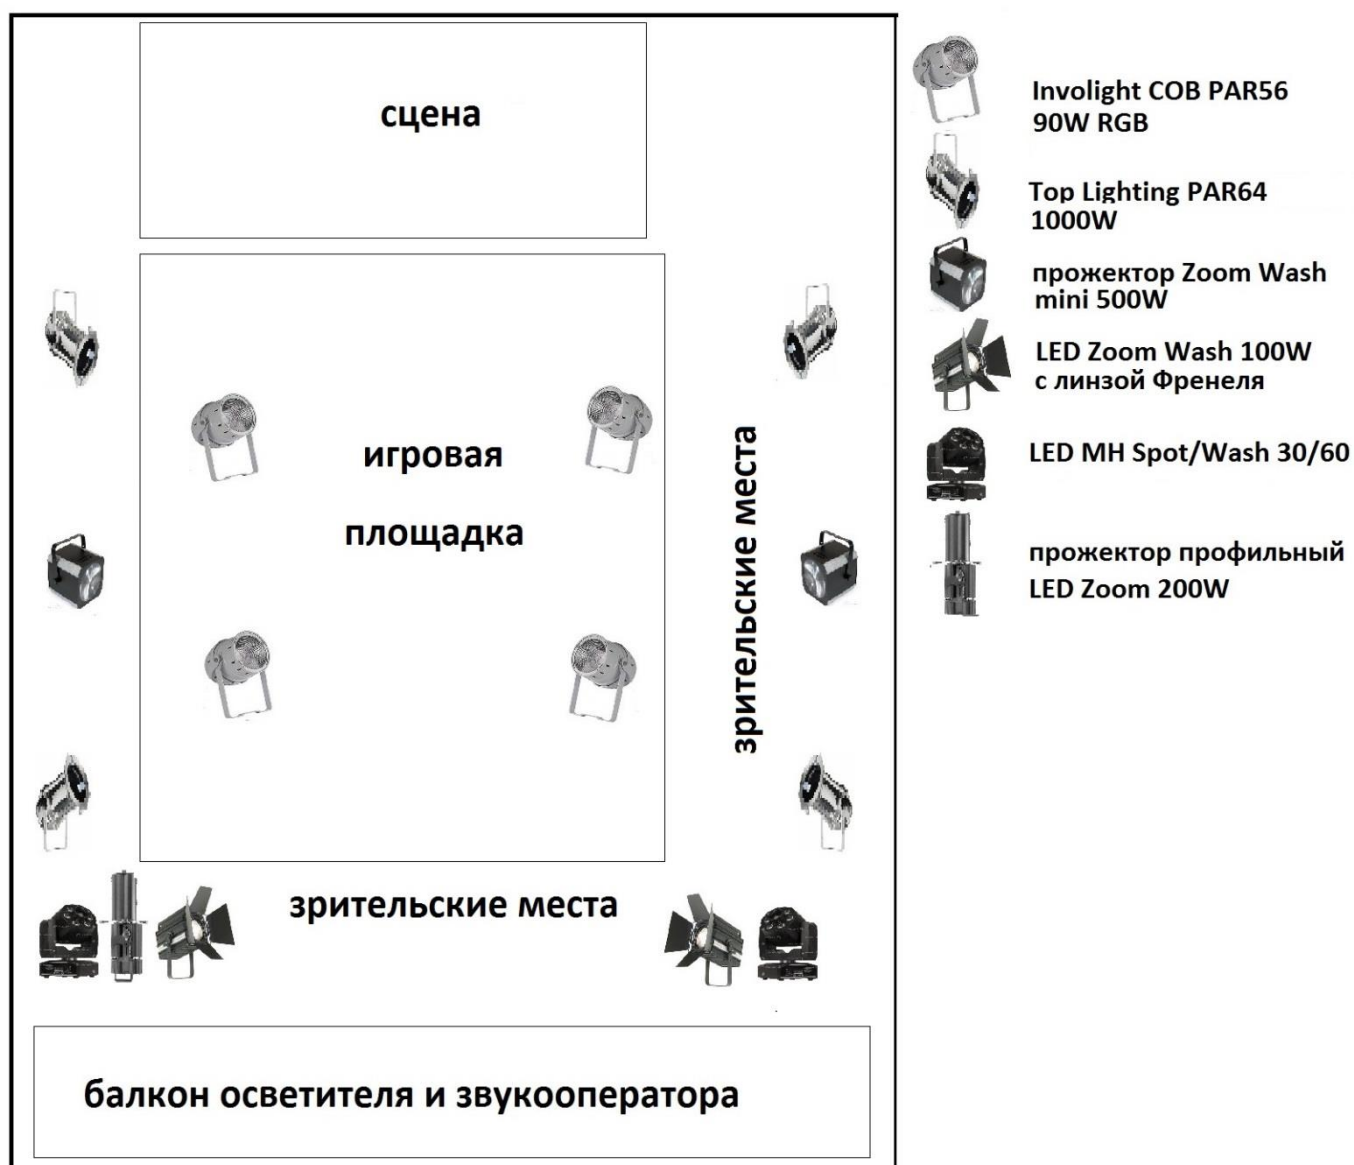 сцена
игровая
площадка
зрительские места
зрительские места
балкон осветителя и звукооператора
Involight COB PAR56
90W RGB
Top Lighting PAR64
1000W
прожектор Zoom Wash
mini 500W
LED Zoom Wash 100W
с линзой Френеля
LED MH Spot/Wash 30/60
прожектор профильный
LED Zoom 200W